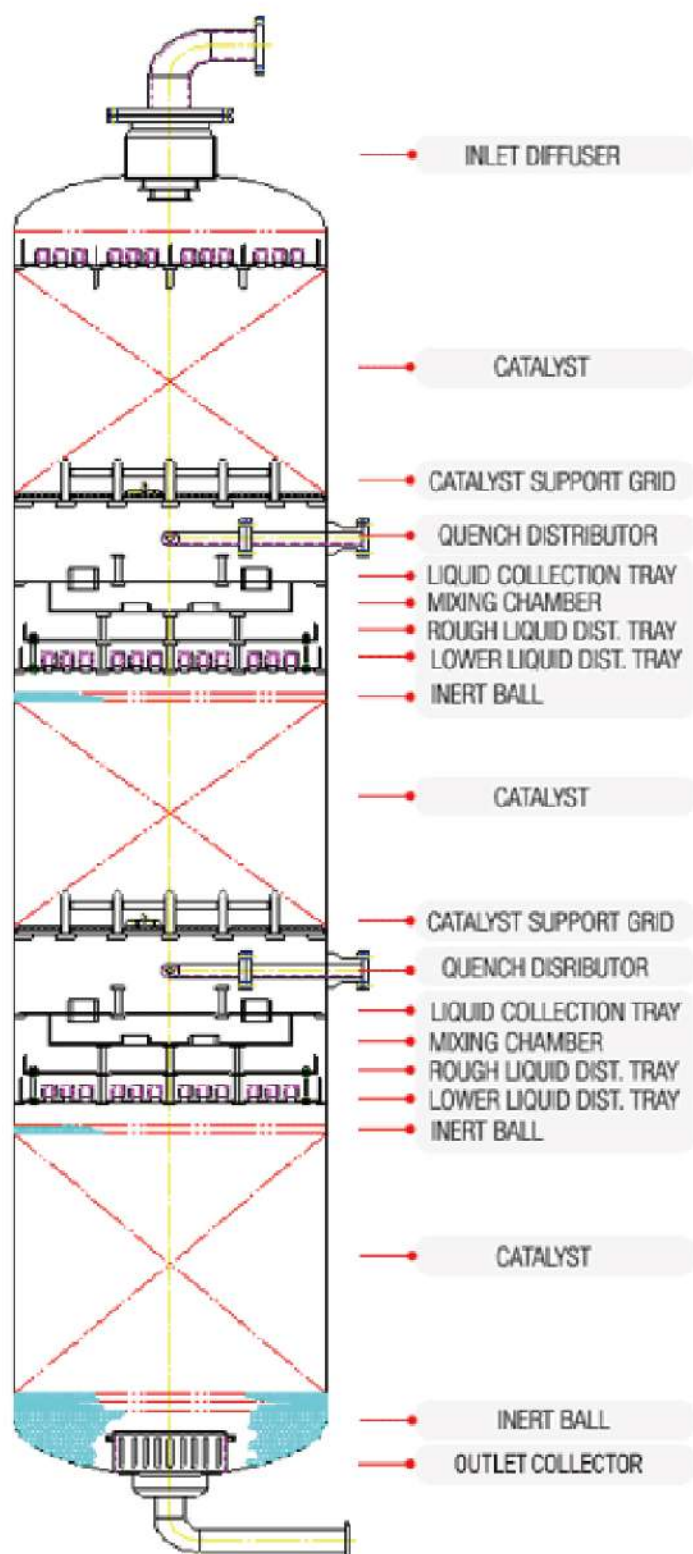 INLET DIFFUSER
CATALYST
CATALYST SUPPORT GRID
QUENCH DISTRIBUTOR
LIQUID COLLECTION TRAY
MIXING CHAMBER
ROUGH LIQUID DIST. TRAY
LOWER LIQUID DIST. TRAY
INERT BALL
CATALYST
CATALYST SUPPORT GRID
QUENCH DISRIBUTOR
LIQUID COLLECTION TRAY
MIXING CHAMBER
ROUGH LIQUID DIST. TRAY
LOWER LIQUID DIST. TRAY
INERT BALL
CATALYST
INERT BALL
OUTLET COLLECTOR